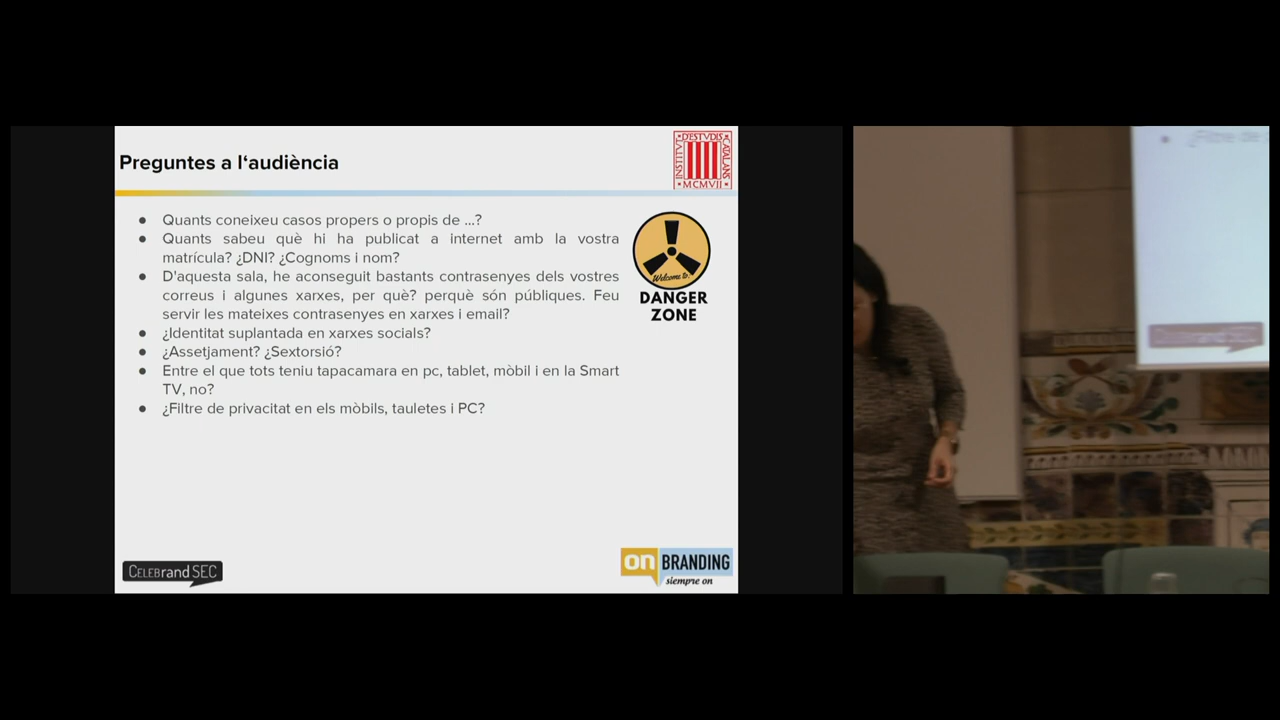 Preguntes a l‘audiència
INSTITVT D'ESTVDIS CATALANS
MCMVII
● Quants coneixeu casos propers o propis de ...?
● Quants sabeu què hi ha publicat a internet amb la vostra
matrícula? ¿DNI? ¿Cognoms i nom?
● D'aquesta sala, he aconseguit bastants contrasenyes dels vostres
correus i algunes xarxes, per què? perquè són públiques. Feu
servir les mateixes contrasenyes en xarxes i email?
● ¿Identitat suplantada en xarxes socials?
● ¿Assetjament? ¿Sextorsió?
● Entre el que tots teniu tapacamara en pc, tablet, mòbil i en la Smart
TV, no?
● ¿Filtre de privacitat en els mòbils, tauletes i PC?
Welcome to:
DANGER
ZONE
CELEBrand SEC
on BRANDING
siempre on